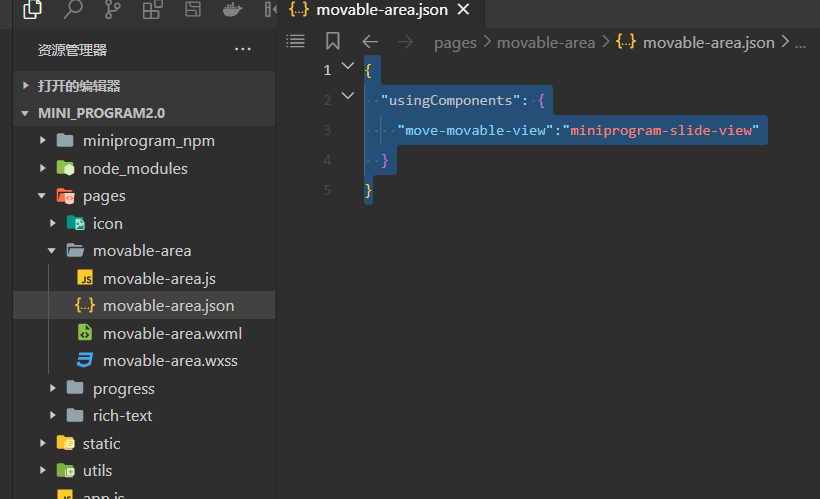 movable-area.json
资源管理器
pages > movable-area > {..} movable-area.json > ...
打开的编辑器
MINI_PROGRAM2.0
miniprogram_npm
node_modules
pages
icon
movable-area
JS movable-area.js
{..} movable-area.json
movable-area.wxml
movable-area.wxss
progress
rich-text
static
utils
JS app.js
1 {
2 "usingComponents": {
3 "move-movable-view":"miniprogram-slide-view"
4 }
5 }